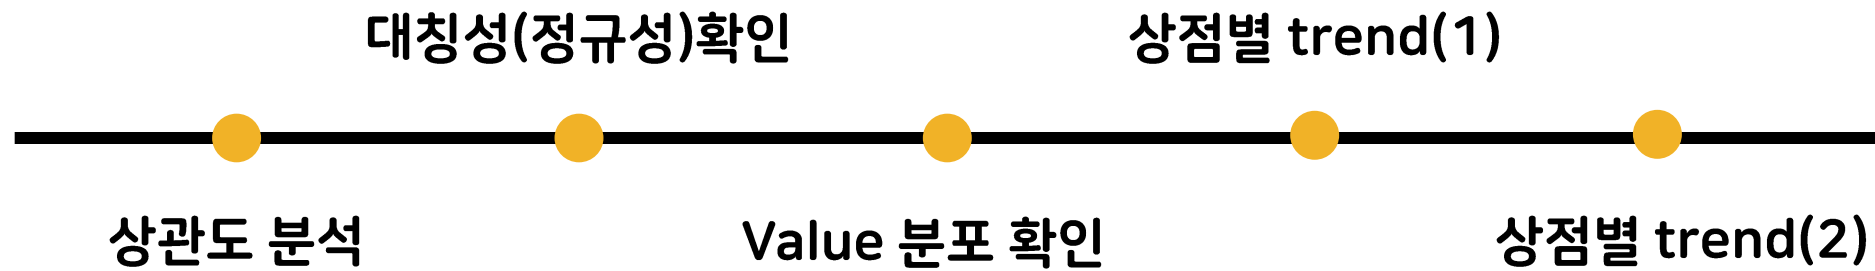 대칭성(정규성)확인
상점별 trend(1)
상관도 분석
Value 분포 확인
상점별 trend(2)